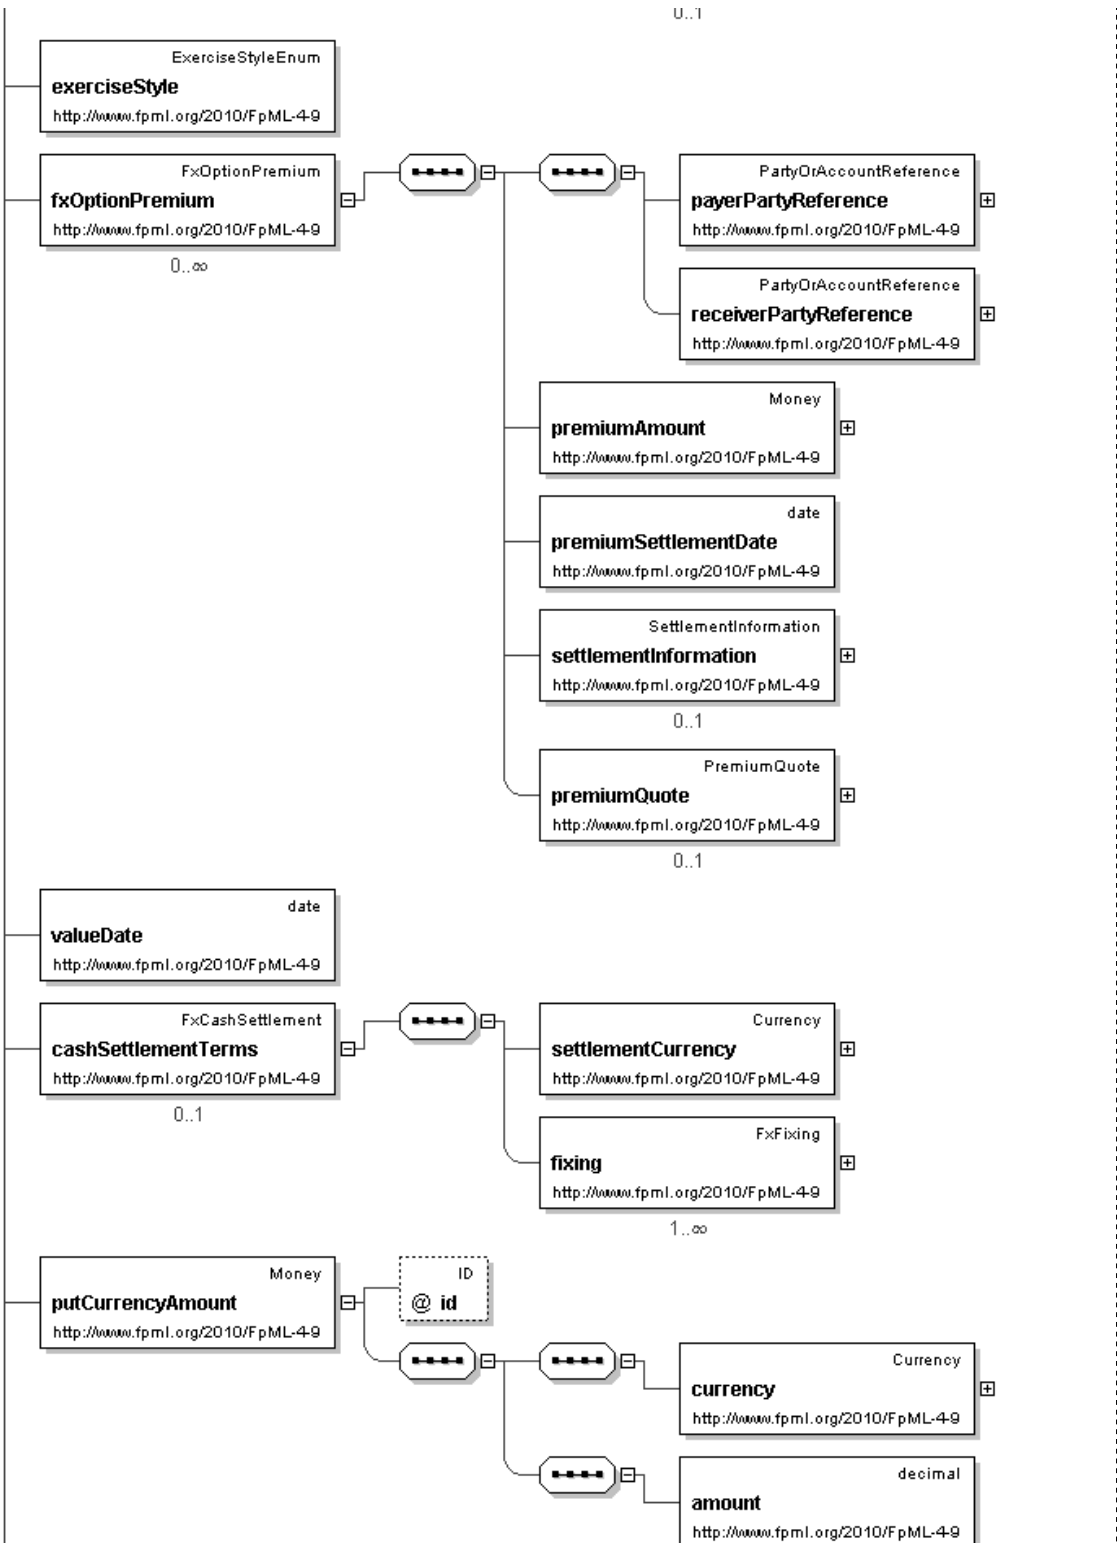 0..1
ExerciseStyleEnum
exerciseStyle
http://www.fpml.org/2010/FpML-4-9
FxOptionPremium
fxOptionPremium
http://www.fpml.org/2010/FpML-4-9
0..∞
PartyOrAccountReference
payerPartyReference
http://www.fpml.org/2010/FpML-4-9
PartyOrAccountReference
receiverPartyReference
http://www.fpml.org/2010/FpML-4-9
Money
premiumAmount
http://www.fpml.org/2010/FpML-4-9
date
premiumSettlementDate
http://www.fpml.org/2010/FpML-4-9
SettlementInformation
settlementInformation
http://www.fpml.org/2010/FpML-4-9
0..1
PremiumQuote
premiumQuote
http://www.fpml.org/2010/FpML-4-9
0..1
date
valueDate
http://www.fpml.org/2010/FpML-4-9
FxCashSettlement
cashSettlementTerms
http://www.fpml.org/2010/FpML-4-9
0..1
Currency
settlementCurrency
http://www.fpml.org/2010/FpML-4-9
FxFixing
fixing
http://www.fpml.org/2010/FpML-4-9
1..∞
Money
putCurrencyAmount
http://www.fpml.org/2010/FpML-4-9
ID
@ id
Currency
currency
http://www.fpml.org/2010/FpML-4-9
decimal
amount
http://www.fpml.org/2010/FpML-4-9